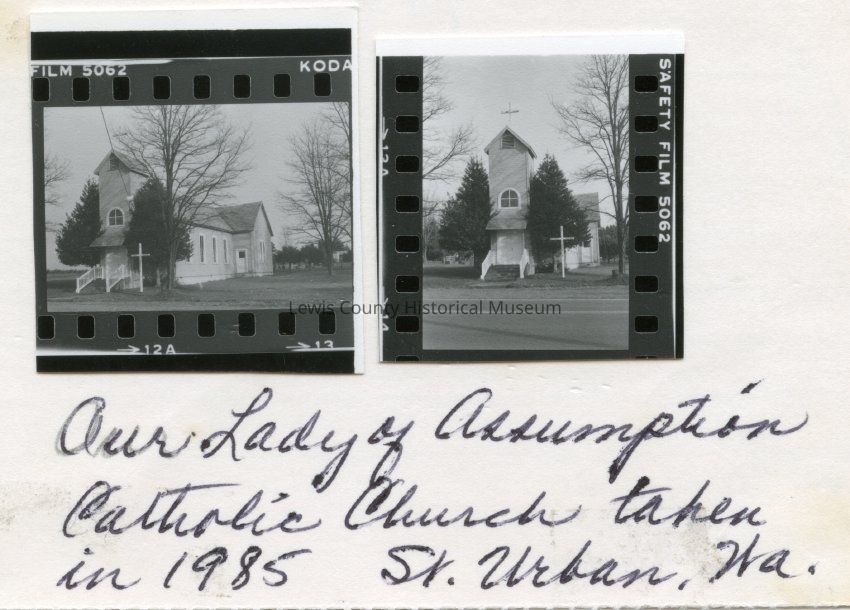 FILM 5062 KODA
SAFETY FILM 5062
13A
12A 13
Lewis County Historical Museum
Our Lady of Assumption
Catholic Church taken
in 1985 St. Urban, Wa.